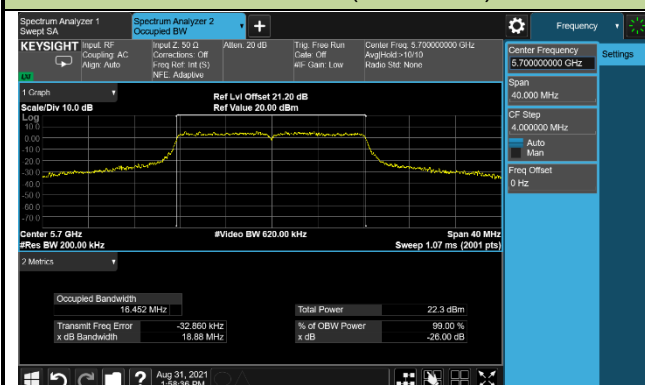 Spectrum Analyzer 1
Swept SA
Spectrum Analyzer 2
Occupied BW
Frequency
KEYSIGHT
Input: RF
Coupling: AC
Align: Auto
Input Z: 50 Ω
Corrections: Off
Freq Ref: Int (S)
NFE: Adaptive
Atten: 20 dB
Trig: Free Run
Gate: Off
#IF Gain: Low
Center Freq: 5.700000000 GHz
Avg|Hold:>10/10
Radio Std: None
LU
Center Frequency
5.700000000 GHz
Settings
Span
40.000 MHz
CF Step
4.000000 MHz
Auto
Man
Freq Offset
0 Hz
1 Graph
Scale/Div 10.0 dB
Ref Lvl Offset 21.20 dB
Ref Value 20.00 dBm
Log
10.0
0.00
-10.0
-20.0
-30.0
-40.0
-50.0
-60.0
-70.0
Center 5.7 GHz
#Res BW 200.00 kHz
#Video BW 620.00 kHz
Span 40 MHz
Sweep 1.07 ms (2001 pts)
2 Metrics
Occupied Bandwidth
16.452 MHz
Total Power 22.3 dBm
Transmit Freq Error -32.860 kHz
% of OBW Power 99.00 %
x dB Bandwidth 18.88 MHz
x dB -26.00 dB
?
Aug 31, 2021
1:58:36 PM